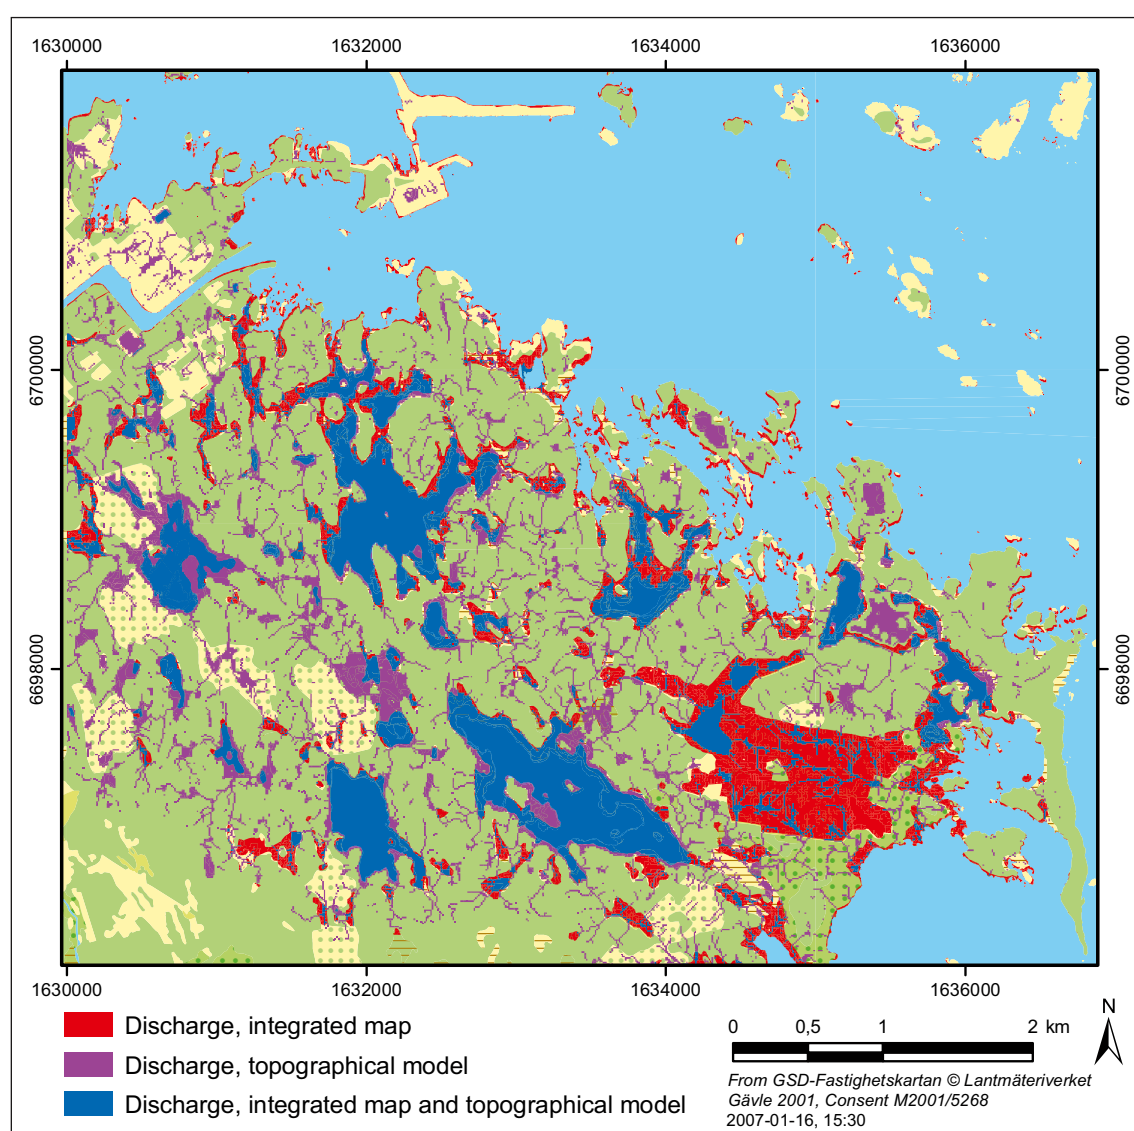 1630000 1632000 1634000 1636000
6700000 6700000
6698000 6698000
1630000 1632000 1634000 1636000
Discharge, integrated map
Discharge, topographical model
Discharge, integrated map and topographical model
0 0,5 1 2 km
N
From GSD-Fastighetskartan © Lantmäteriverket
Gävle 2001, Consent M2001/5268
2007-01-16, 15:30